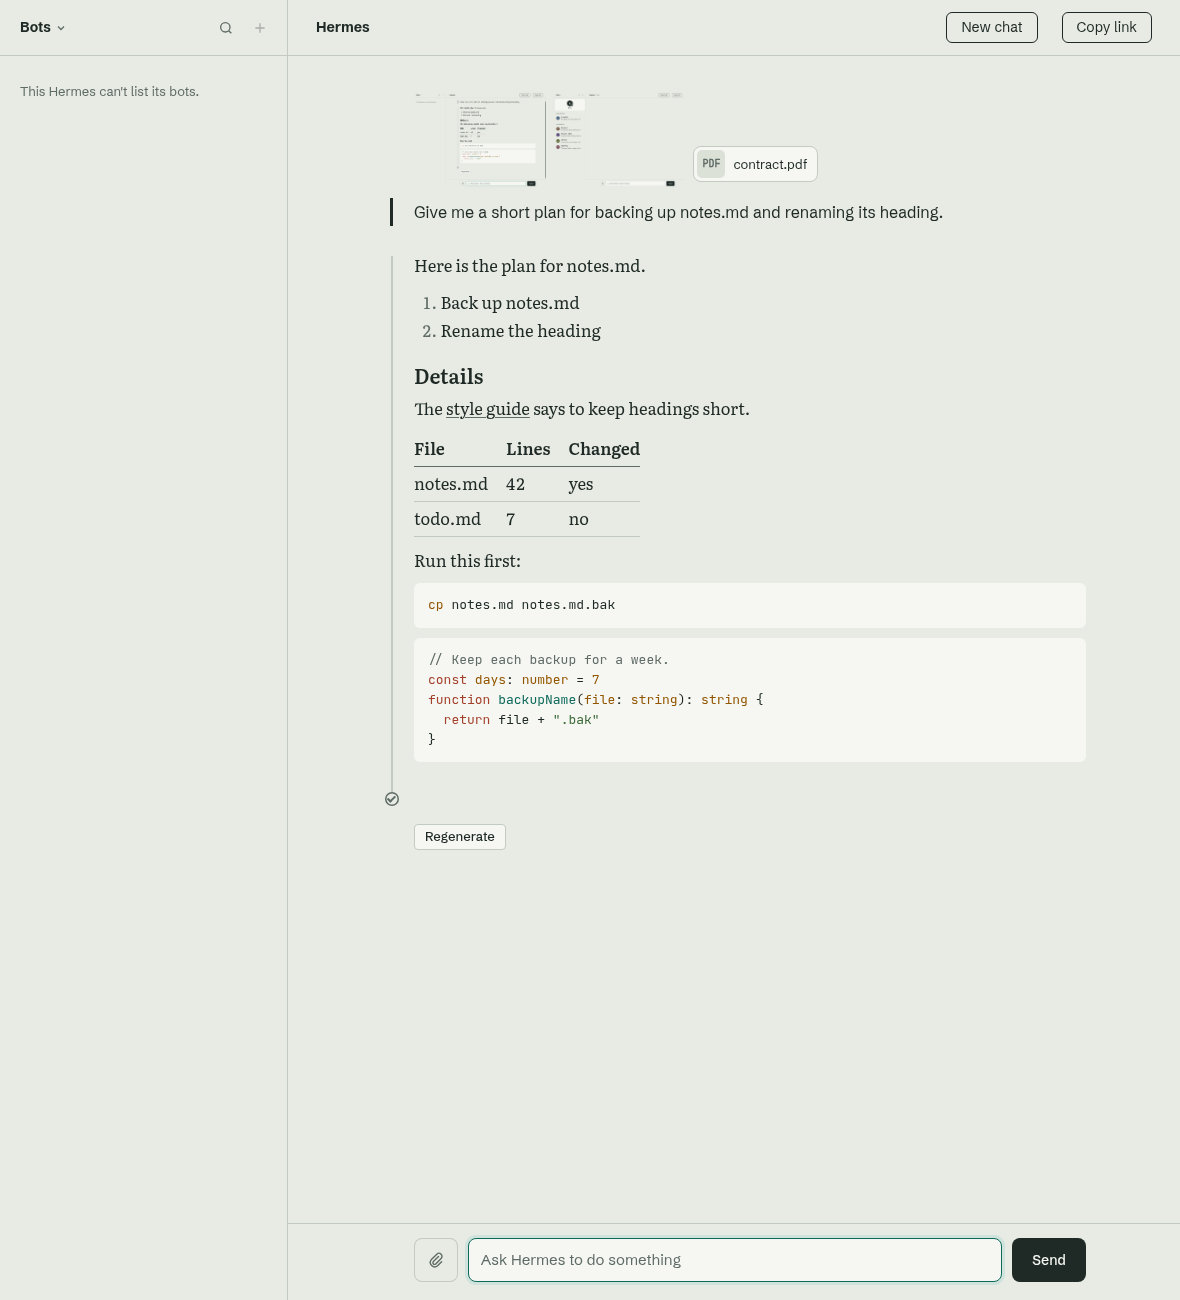 Bots
Hermes
New chat
Copy link
This Hermes can't list its bots.
PDF contract.pdf
Give me a short plan for backing up notes.md and renaming its heading.
Here is the plan for notes.md.
1. Back up notes.md
2. Rename the heading
Details
The style guide says to keep headings short.
File Lines Changed
notes.md 42 yes
todo.md 7 no
Run this first:
cp notes.md notes.md.bak
// Keep each backup for a week.
const days: number = 7
function backupName(file: string): string {
  return file + ".bak"
}
Regenerate
Ask Hermes to do something
Send